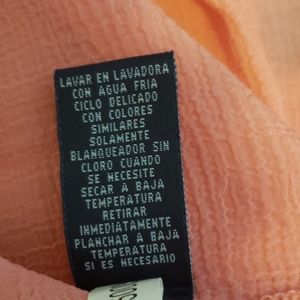 LAVAR EN LAVADORA
CON AGUA FRIA
CICLO DELICADO
CON COLORES
SIMILARES
SOLAMENTE
BLANQUEADOR SIN
CLORO CUANDO
SE NECESITE
SECAR A BAJA
TEMPERATURA
RETIRAR
INMEDIATAMENTE
PLANCHAR A BAJA
TEMPERATURA
SI ES NECESARIO